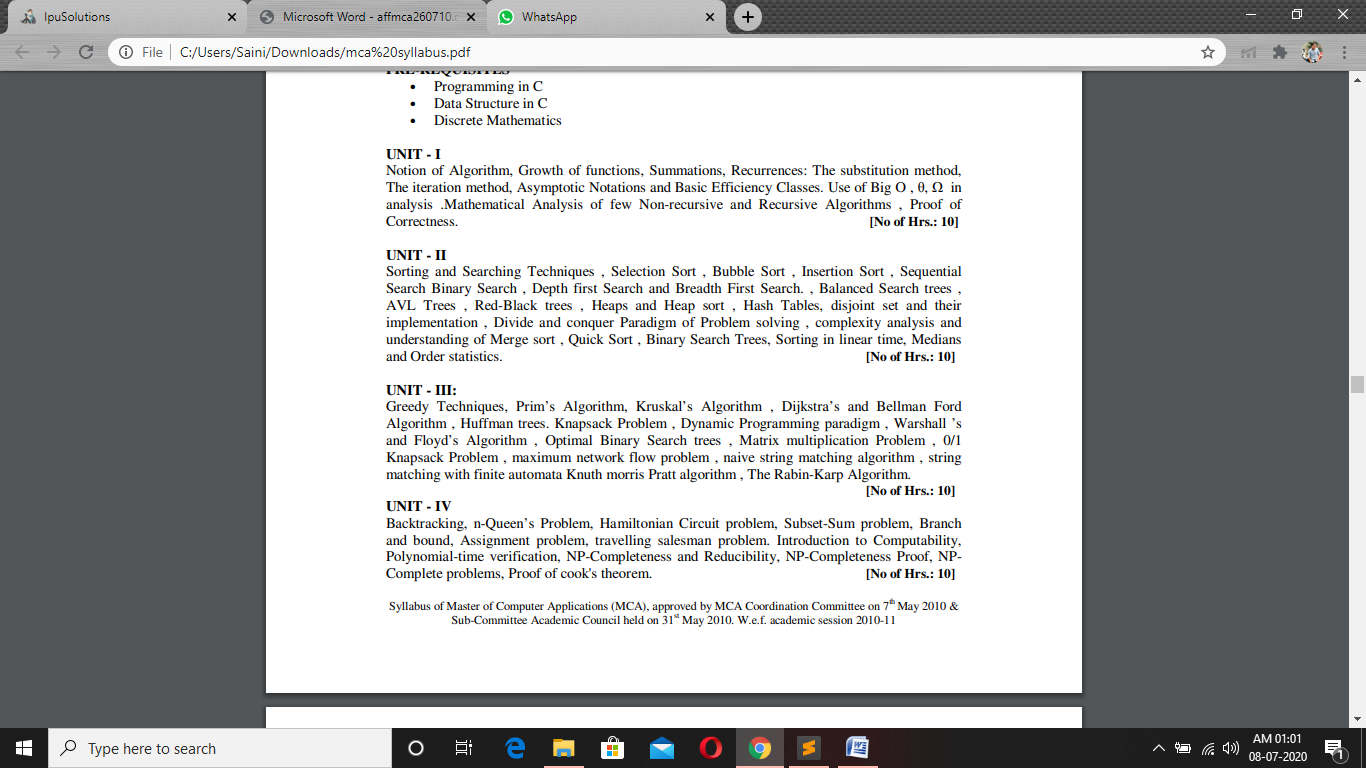 IpuSolutions
Microsoft Word - affmca260710.
WhatsApp
File
C:/Users/Saini/Downloads/mca%20syllabus.pdf
PRE-REQUISITES
• Programming in C
• Data Structure in C
• Discrete Mathematics
UNIT - I
Notion of Algorithm, Growth of functions, Summations, Recurrences: The substitution method,
The iteration method, Asymptotic Notations and Basic Efficiency Classes. Use of Big O , θ, Ω in
analysis .Mathematical Analysis of few Non-recursive and Recursive Algorithms , Proof of
Correctness. [No of Hrs.: 10]
UNIT - II
Sorting and Searching Techniques , Selection Sort , Bubble Sort , Insertion Sort , Sequential
Search Binary Search , Depth first Search and Breadth First Search. , Balanced Search trees ,
AVL Trees , Red-Black trees , Heaps and Heap sort , Hash Tables, disjoint set and their
implementation , Divide and conquer Paradigm of Problem solving , complexity analysis and
understanding of Merge sort , Quick Sort , Binary Search Trees, Sorting in linear time, Medians
and Order statistics. [No of Hrs.: 10]
UNIT - III:
Greedy Techniques, Prim's Algorithm, Kruskal's Algorithm , Dijkstra's and Bellman Ford
Algorithm , Huffman trees. Knapsack Problem , Dynamic Programming paradigm , Warshall 's
and Floyd's Algorithm , Optimal Binary Search trees , Matrix multiplication Problem , 0/1
Knapsack Problem , maximum network flow problem , naive string matching algorithm , string
matching with finite automata Knuth morris Pratt algorithm , The Rabin-Karp Algorithm.
[No of Hrs.: 10]
UNIT - IV
Backtracking, n-Queen's Problem, Hamiltonian Circuit problem, Subset-Sum problem, Branch
and bound, Assignment problem, travelling salesman problem. Introduction to Computability,
Polynomial-time verification, NP-Completeness and Reducibility, NP-Completeness Proof, NP-
Complete problems, Proof of cook's theorem. [No of Hrs.: 10]
Syllabus of Master of Computer Applications (MCA), approved by MCA Coordination Committee on 7th May 2010 &
Sub-Committee Academic Council held on 31st May 2010. W.e.f. academic session 2010-11
Type here to search
AM 01:01
08-07-2020
1